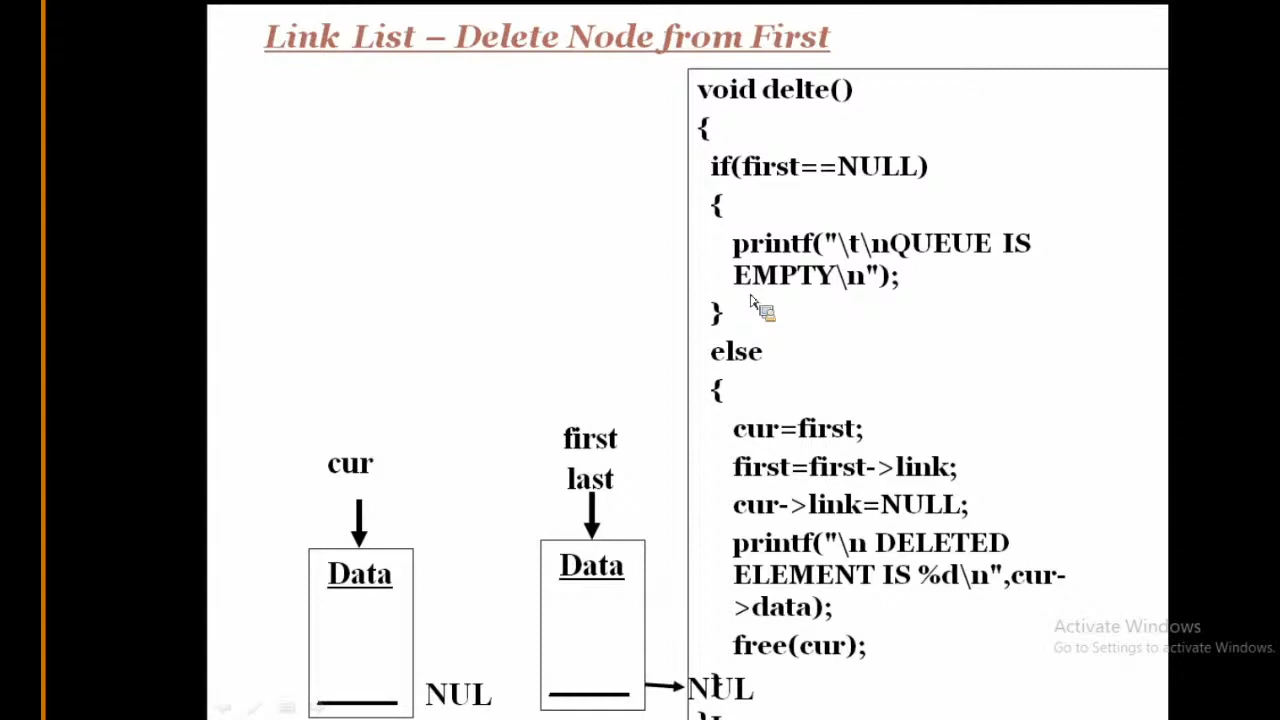 Link List – Delete Node from First
void delte()
{
if(first==NULL)
{
printf("\t\nQUEUE IS
EMPTY\n");
}
else
{
cur=first;
first=first->link;
cur->link=NULL;
printf("\n DELETED
ELEMENT IS %d\n",cur-
>data);
free(cur);
}
}
cur
Data
NUL
first
last
Data
NUL
Activate Windows
Go to Settings to activate Windows.